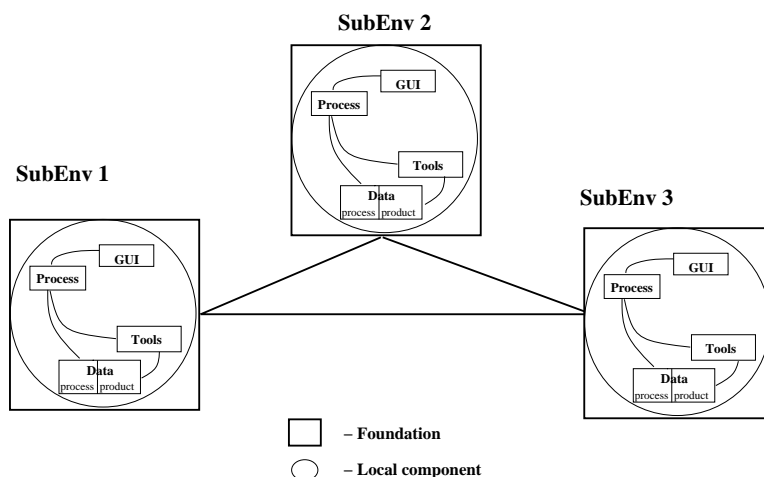 SubEnv 2
GUI
Process
Tools
Data
process product
SubEnv 1
GUI
Process
Tools
Data
process product
SubEnv 3
GUI
Process
Tools
Data
process product
– Foundation
– Local component